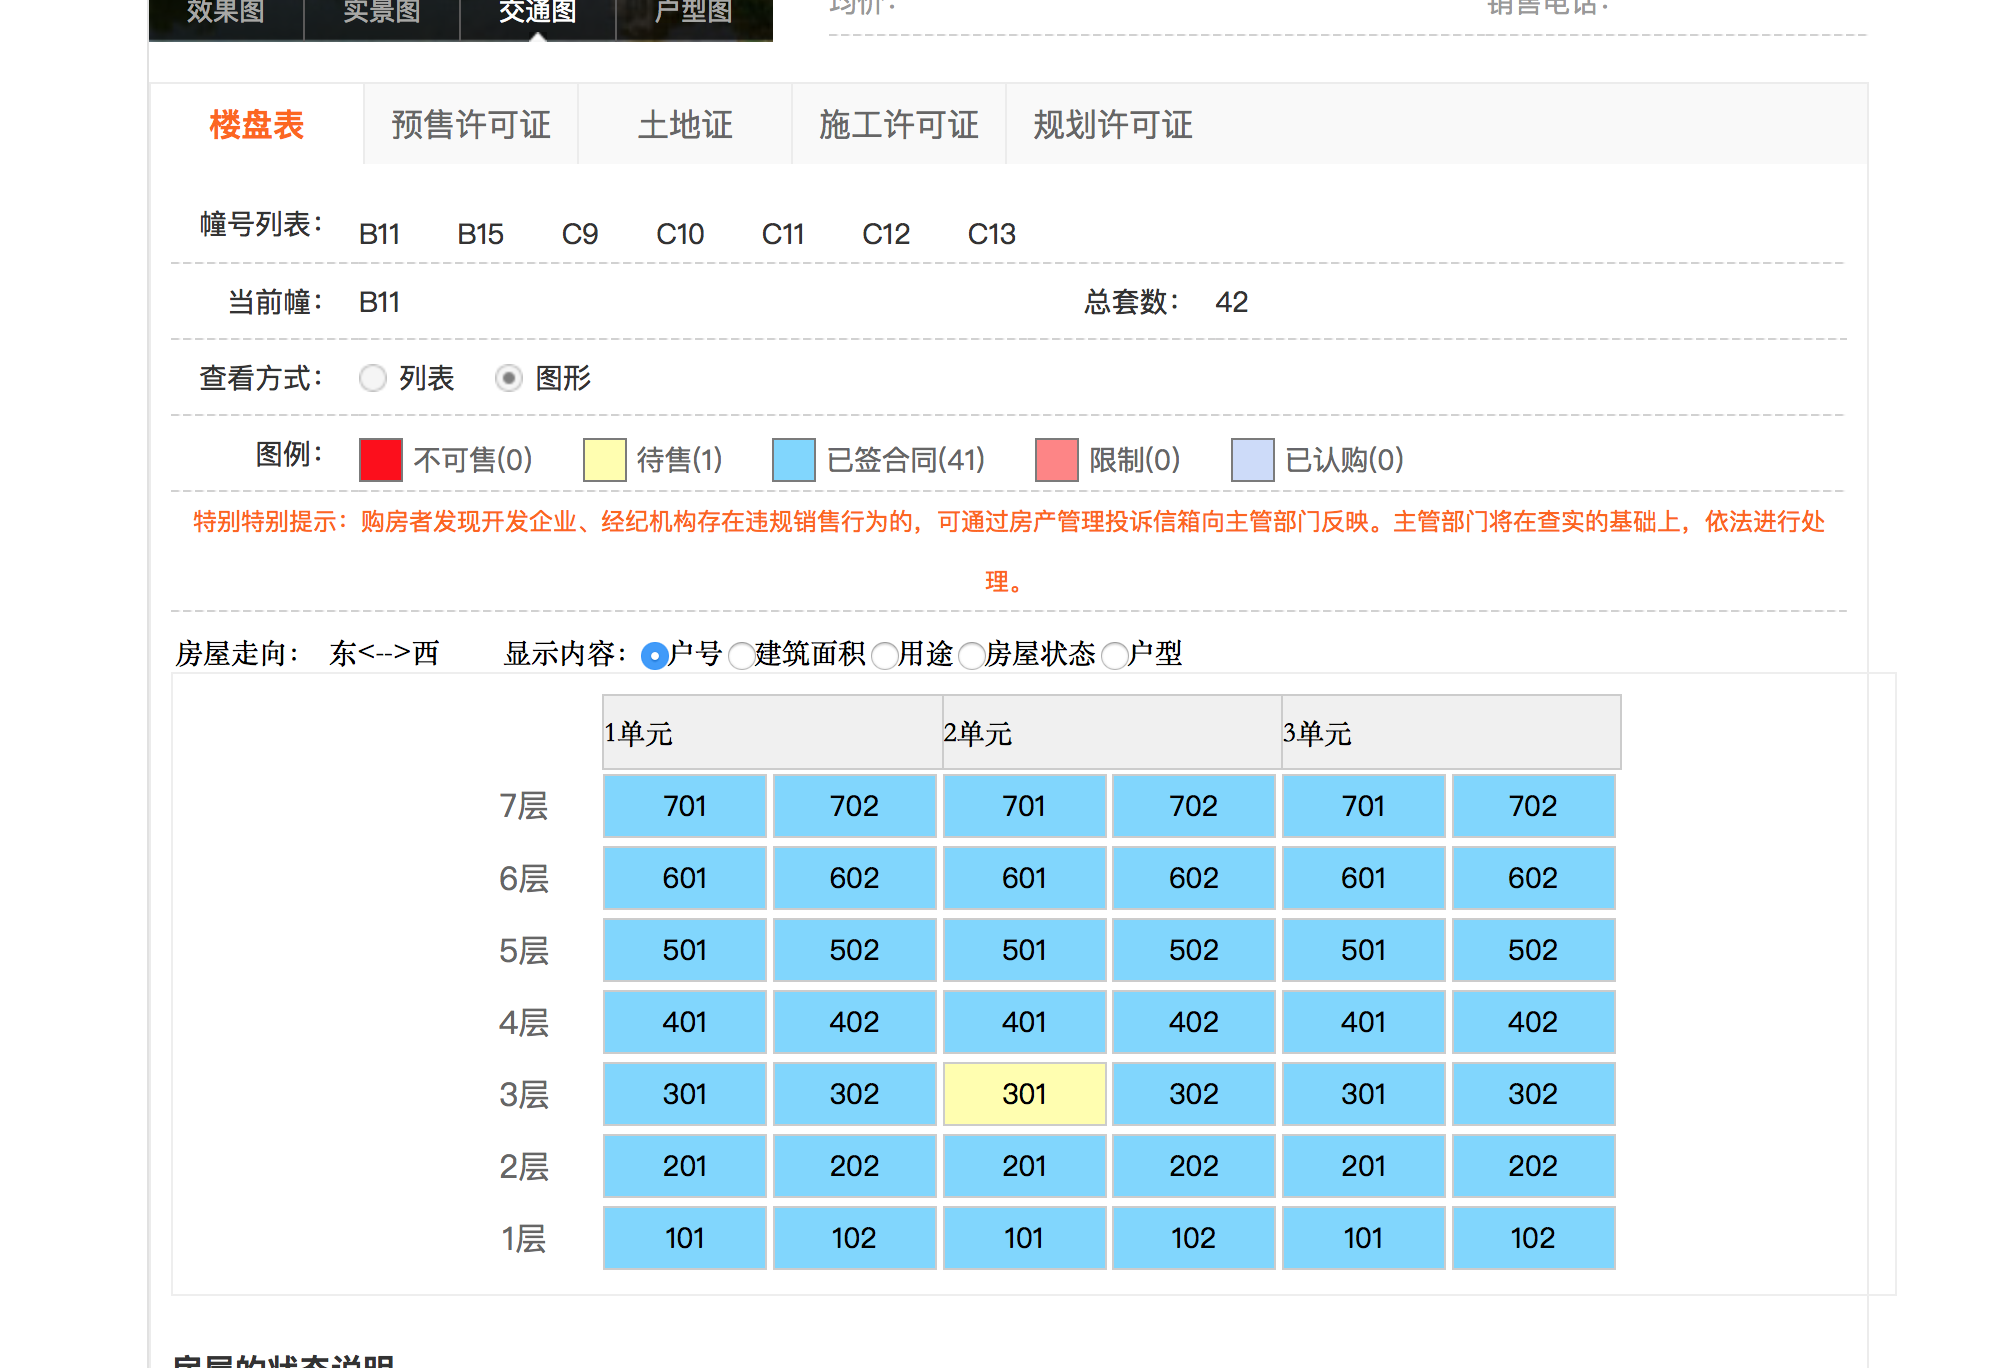 效果图 实景图 交通图 户型图
均价： 销售电话：
楼盘表 预售许可证 土地证 施工许可证 规划许可证
幢号列表： B11 B15 C9 C10 C11 C12 C13
当前幢： B11 总套数： 42
查看方式： 列表 图形
图例： 不可售(0) 待售(1) 已签合同(41) 限制(0) 已认购(0)
特别特别提示：购房者发现开发企业、经纪机构存在违规销售行为的，可通过房产管理投诉信箱向主管部门反映。主管部门将在查实的基础上，依法进行处
理。
房屋走向： 东<-->西 显示内容： 户号 建筑面积 用途 房屋状态 户型
1单元 2单元 3单元
7层 701 702 701 702 701 702
6层 601 602 601 602 601 602
5层 501 502 501 502 501 502
4层 401 402 401 402 401 402
3层 301 302 301 302 301 302
2层 201 202 201 202 201 202
1层 101 102 101 102 101 102
房屋的状态说明